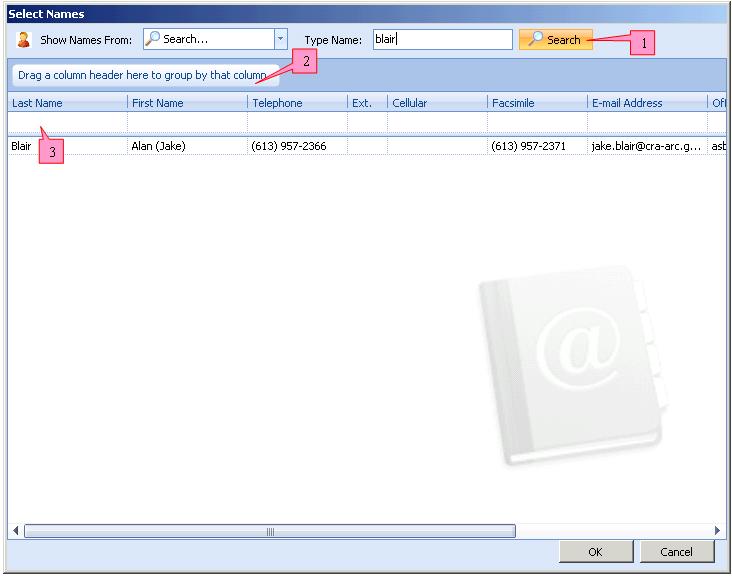 Select Names
Show Names From: Search... Type Name: blair Search 1
Drag a column header here to group by that column 2
Last Name First Name Telephone Ext. Cellular Facsimile E-mail Address Off
3
Blair Alan (Jake) (613) 957-2366 (613) 957-2371 jake.blair@cra-arc.g... asb
@
OK Cancel